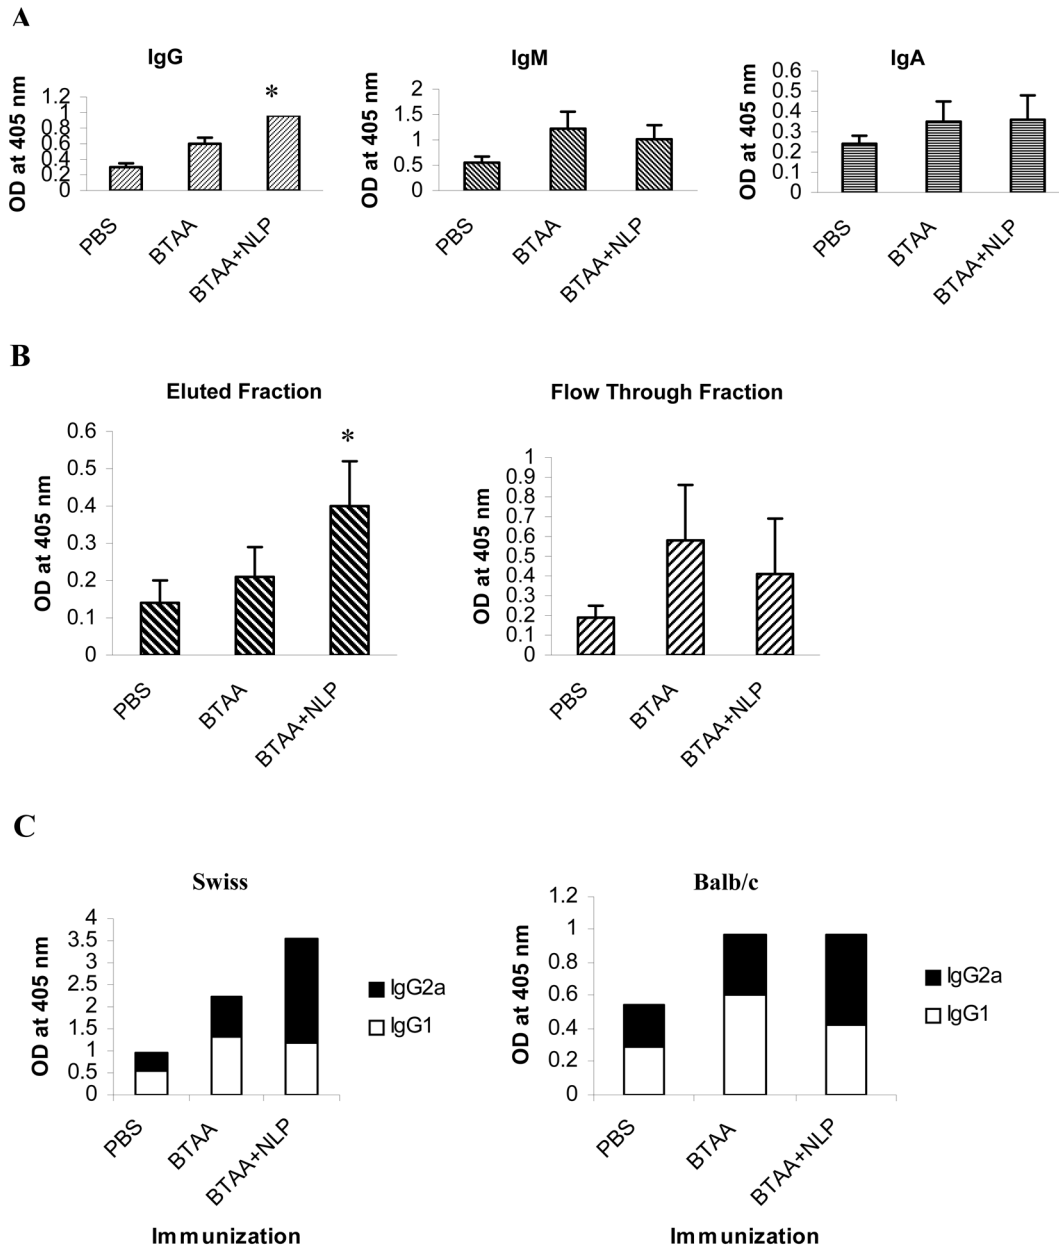 A
IgG
IgM
IgA
OD at 405 nm
1.2
1
0.8
0.6
0.4
0.2
0
*
PBS
BTAA
BTAA+NLP
OD at 405 nm
2
1.5
1
0.5
0
PBS
BTAA
BTAA+NLP
OD at 405 nm
0.6
0.5
0.4
0.3
0.2
0.1
0
PBS
BTAA
BTAA+NLP
B
Eluted Fraction
OD at 405 nm
0.6
0.5
0.4
0.3
0.2
0.1
0
*
PBS
BTAA
BTAA+NLP
Flow Through Fraction
OD at 405 nm
1
0.9
0.8
0.7
0.6
0.5
0.4
0.3
0.2
0.1
0
PBS
BTAA
BTAA+NLP
C
Swiss
OD at 405 nm
4
3.5
3
2.5
2
1.5
1
0.5
0
IgG2a
IgG1
PBS
BTAA
BTAA+NLP
Immunization
Balb/c
OD at 405 nm
1.2
1
0.8
0.6
0.4
0.2
0
IgG2a
IgG1
PBS
BTAA
BTAA+NLP
Immunization